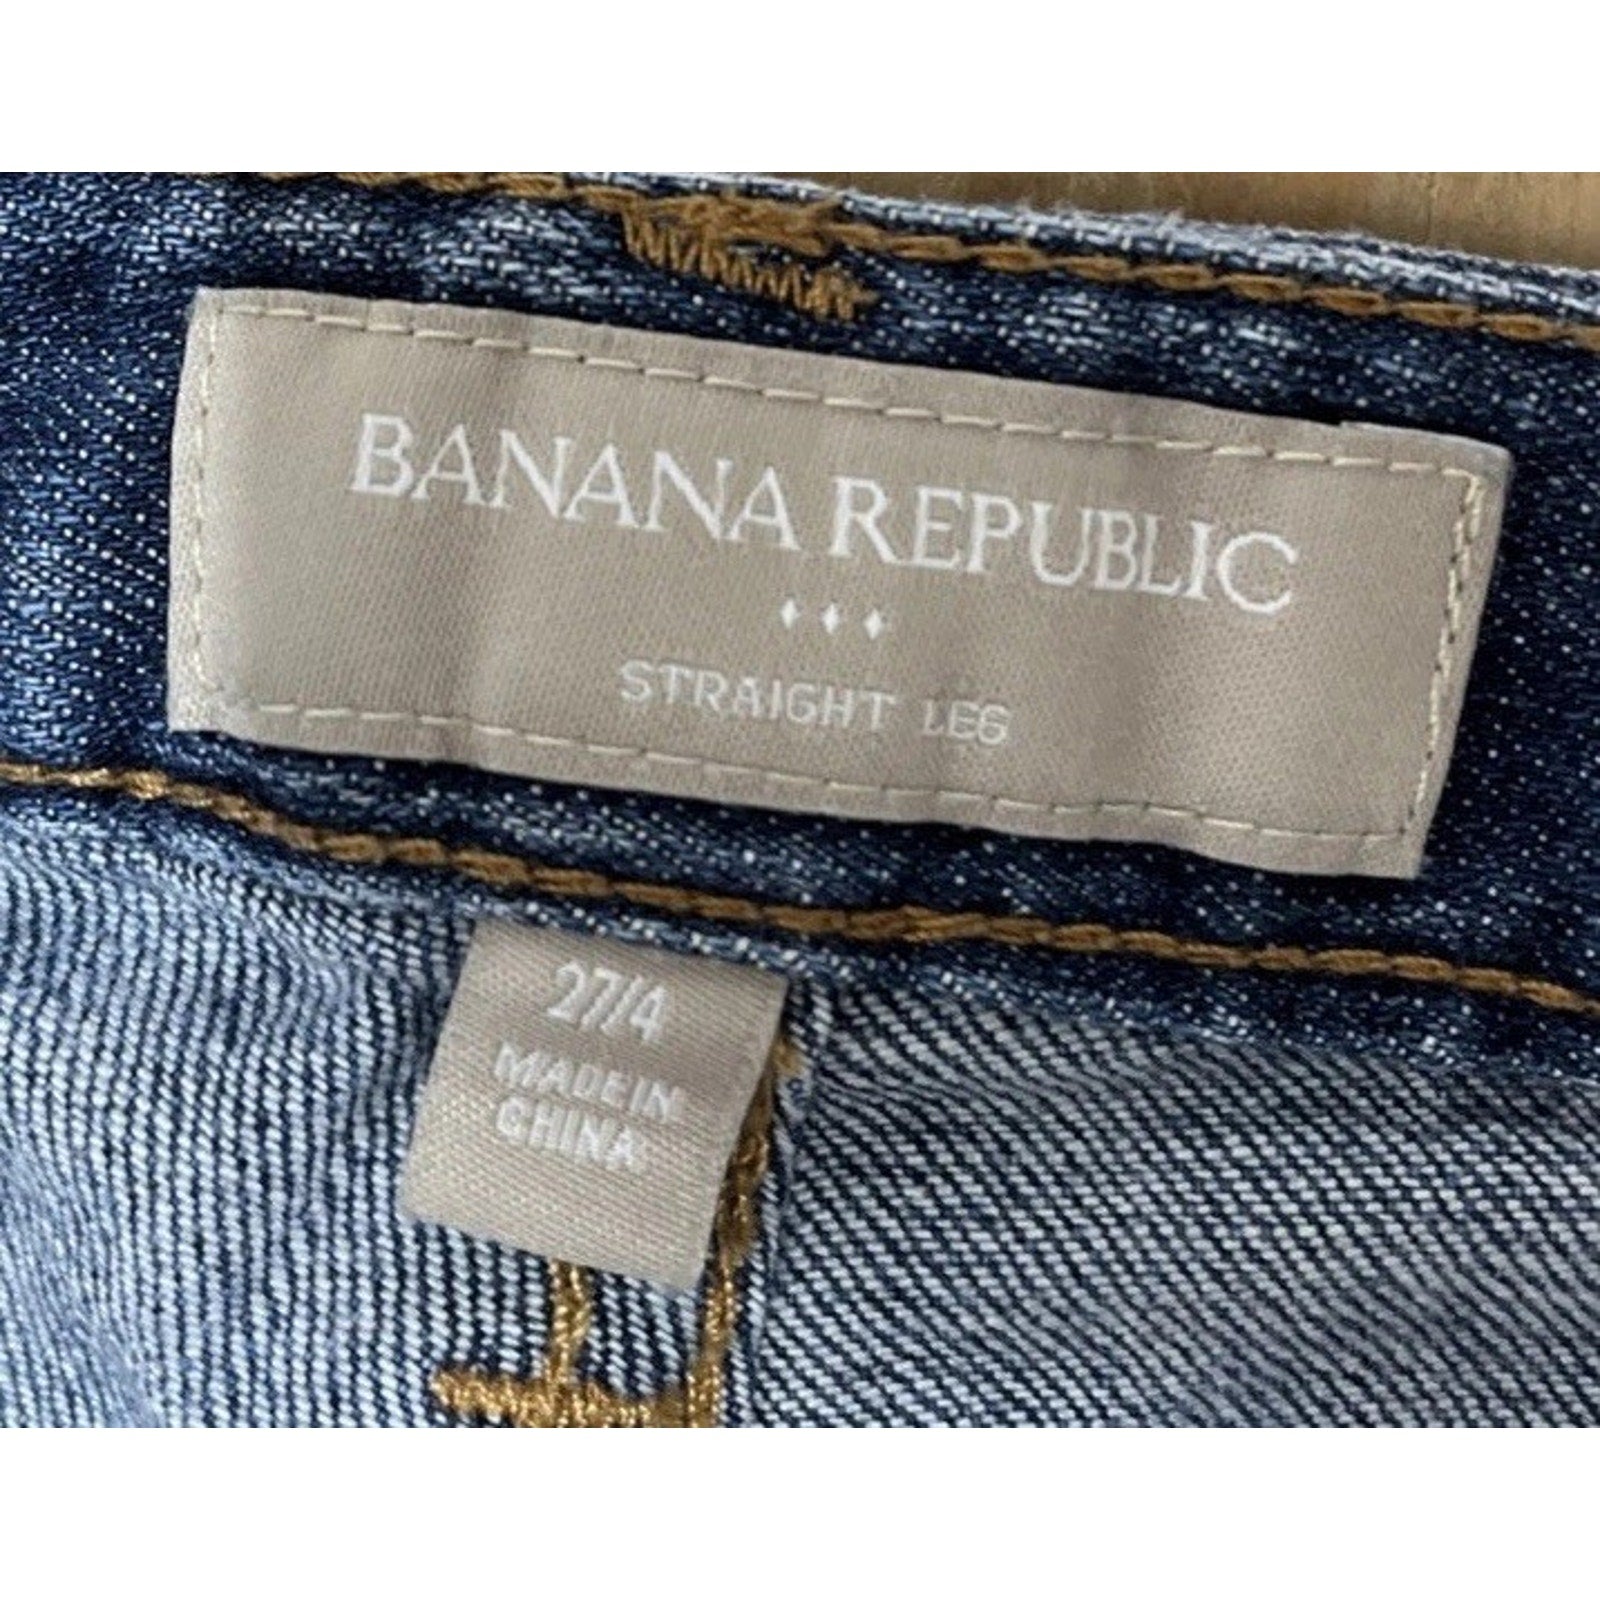 BANANA REPUBLIC
STRAIGHT LEG
27/4
MADE IN
CHINA